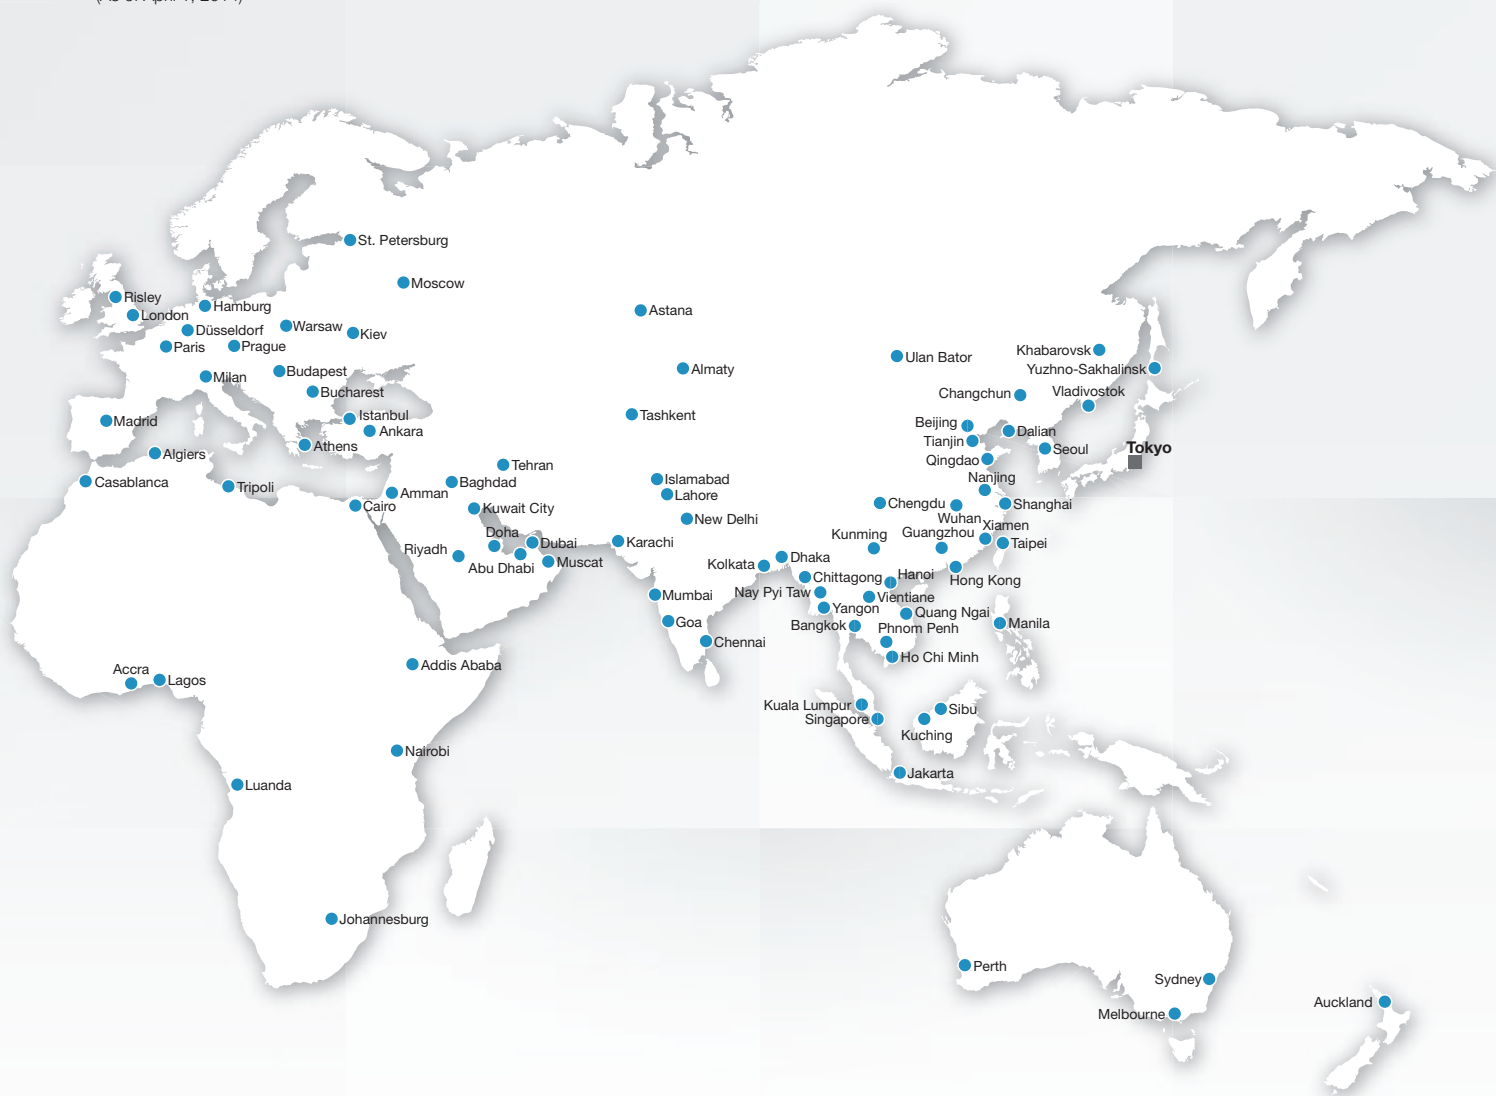 St. Petersburg
Moscow
Risley
Hamburg
London
Astana
Düsseldorf
Warsaw
Kiev
Paris
Prague
Khabarovsk
Ulan Bator
Yuzhno-Sakhalinsk
Budapest
Milan
Almaty
Bucharest
Changchun
Vladivostok
Istanbul
Tashkent
Madrid
Beijing
Ankara
Dalian
Tianjin
Athens
Tokyo
Seoul
Algiers
Qingdao
Tehran
Nanjing
Casablanca
Tripoli
Baghdad
Islamabad
Amman
Lahore
Cairo
Kuwait City
Chengdu
Shanghai
New Delhi
Wuhan
Xiamen
Doha
Kunming
Guangzhou
Dubai
Karachi
Taipei
Riyadh
Dhaka
Muscat
Abu Dhabi
Kolkata
Chittagong
Hanoi
Hong Kong
Nay Pyi Taw
Mumbai
Vientiane
Yangon
Quang Ngai
Goa
Bangkok
Phnom Penh
Manila
Chennai
Ho Chi Minh
Addis Ababa
Accra
Lagos
Kuala Lumpur
Sibu
Singapore
Kuching
Nairobi
Jakarta
Luanda
Johannesburg
Perth
Sydney
Auckland
Melbourne